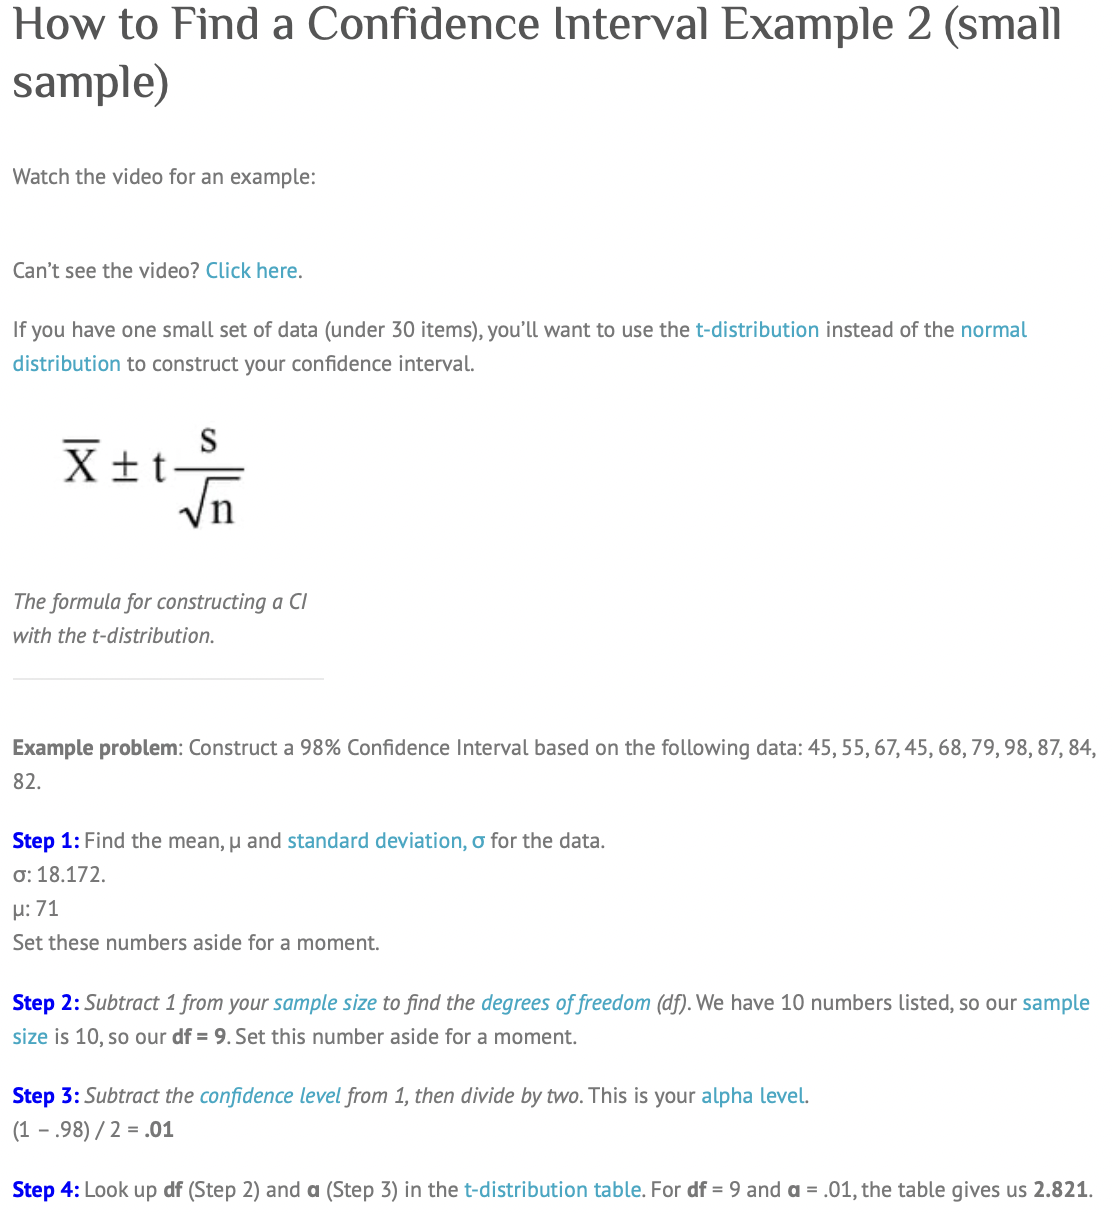 How to Find a Confidence Interval Example 2 (small
sample)
Watch the video for an example:
Can’t see the video? Click here.
If you have one small set of data (under 30 items), you’ll want to use the t-distribution instead of the normal
distribution to construct your confidence interval.
X̅ ± t s/√n
The formula for constructing a CI
with the t-distribution.
Example problem: Construct a 98% Confidence Interval based on the following data: 45, 55, 67, 45, 68, 79, 98, 87, 84,
82.
Step 1: Find the mean, μ and standard deviation, σ for the data.
σ: 18.172.
μ: 71
Set these numbers aside for a moment.
Step 2: Subtract 1 from your sample size to find the degrees of freedom (df). We have 10 numbers listed, so our sample
size is 10, so our df = 9. Set this number aside for a moment.
Step 3: Subtract the confidence level from 1, then divide by two. This is your alpha level.
(1 – .98) / 2 = .01
Step 4: Look up df (Step 2) and α (Step 3) in the t-distribution table. For df = 9 and α = .01, the table gives us 2.821.